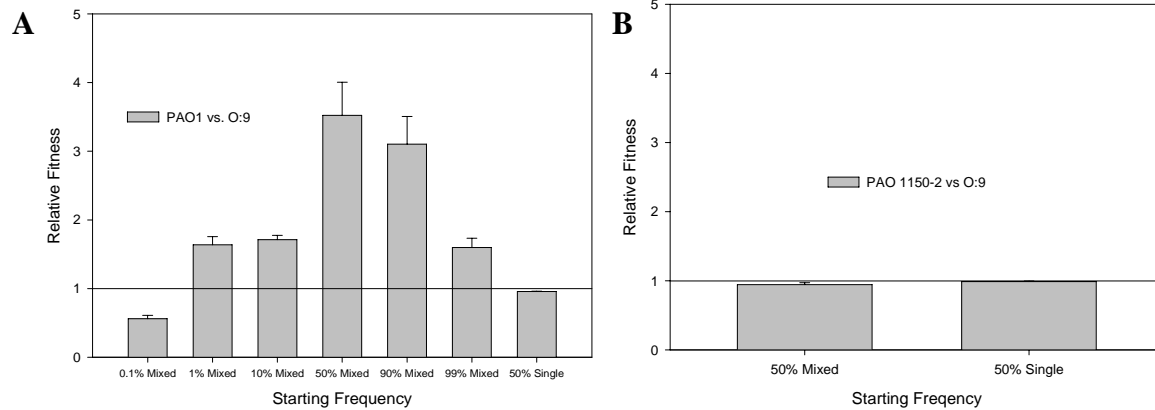 A
5
4
3
2
1
0
Relative Fitness
PAO1 vs. O:9
0.1% Mixed 1% Mixed 10% Mixed 50% Mixed 90% Mixed 99% Mixed 50% Single
Starting Frequency
B
5
4
3
2
1
0
Relative Fitness
PAO 1150-2 vs O:9
50% Mixed 50% Single
Starting Freqency